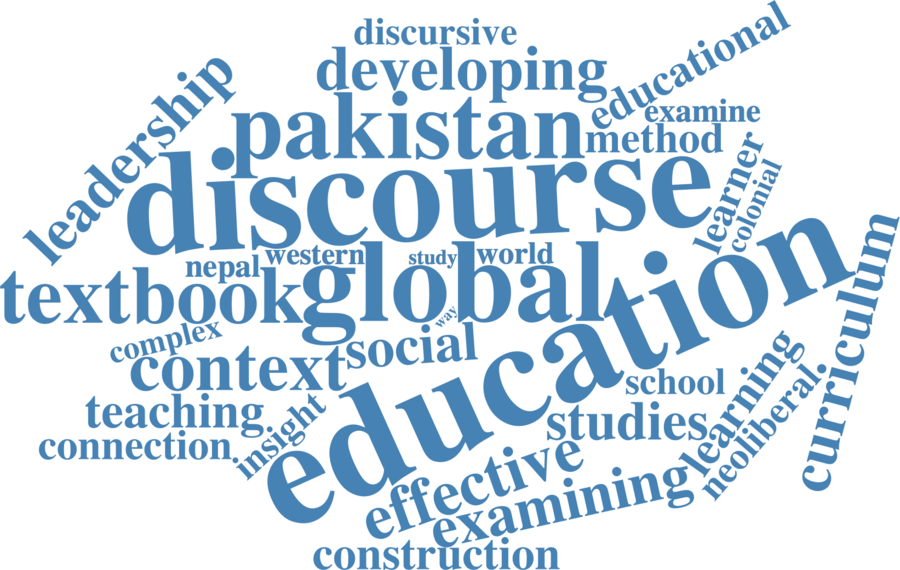 discursive
developing
educational
leadership
pakistan
examine
method
discourse
learner
colonial
nepal
western
study
world
textbook
global
education
curriculum
way
complex
social
context
school
learning
neoliberal
teaching
studies
connection
insight
effective
examining
construction